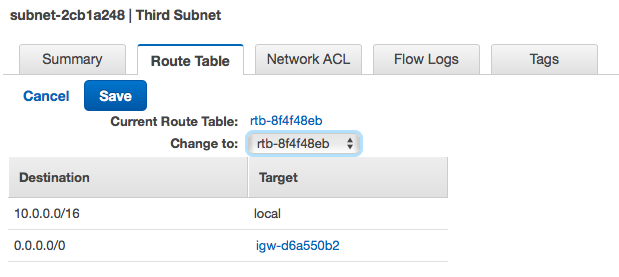 subnet-2cb1a248 | Third Subnet
Summary Route Table Network ACL Flow Logs Tags
Cancel Save
Current Route Table: rtb-8f4f48eb
Change to: rtb-8f4f48eb
Destination Target
10.0.0.0/16 local
0.0.0.0/0 igw-d6a550b2